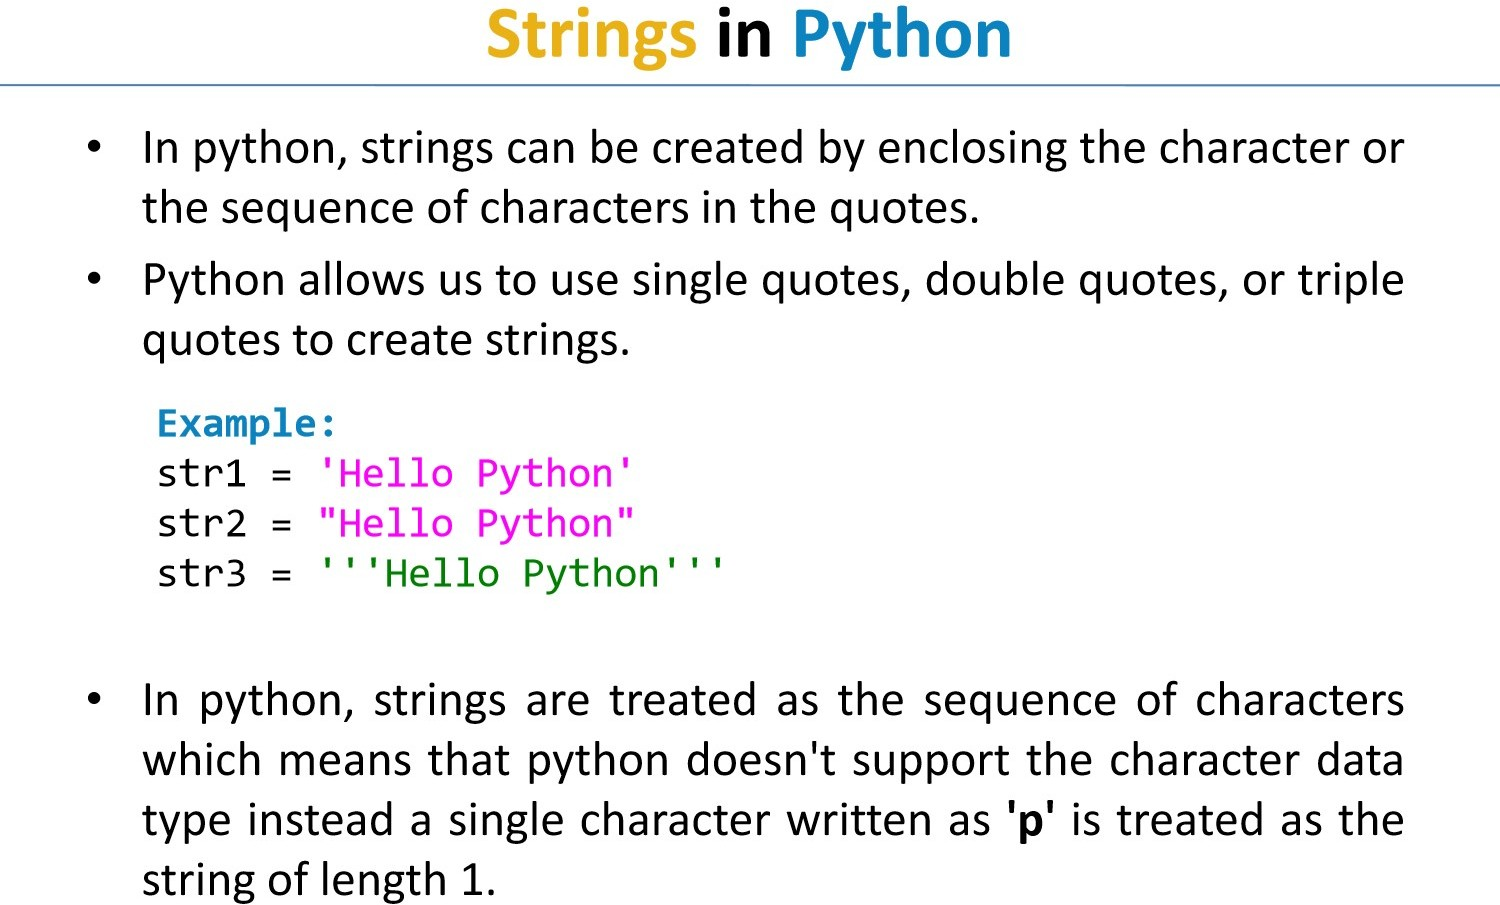 Strings in Python
• In python, strings can be created by enclosing the character or
the sequence of characters in the quotes.
• Python allows us to use single quotes, double quotes, or triple
quotes to create strings.
Example:
str1 = 'Hello Python'
str2 = "Hello Python"
str3 = '''Hello Python'''
• In python, strings are treated as the sequence of characters
which means that python doesn't support the character data
type instead a single character written as 'p' is treated as the
string of length 1.